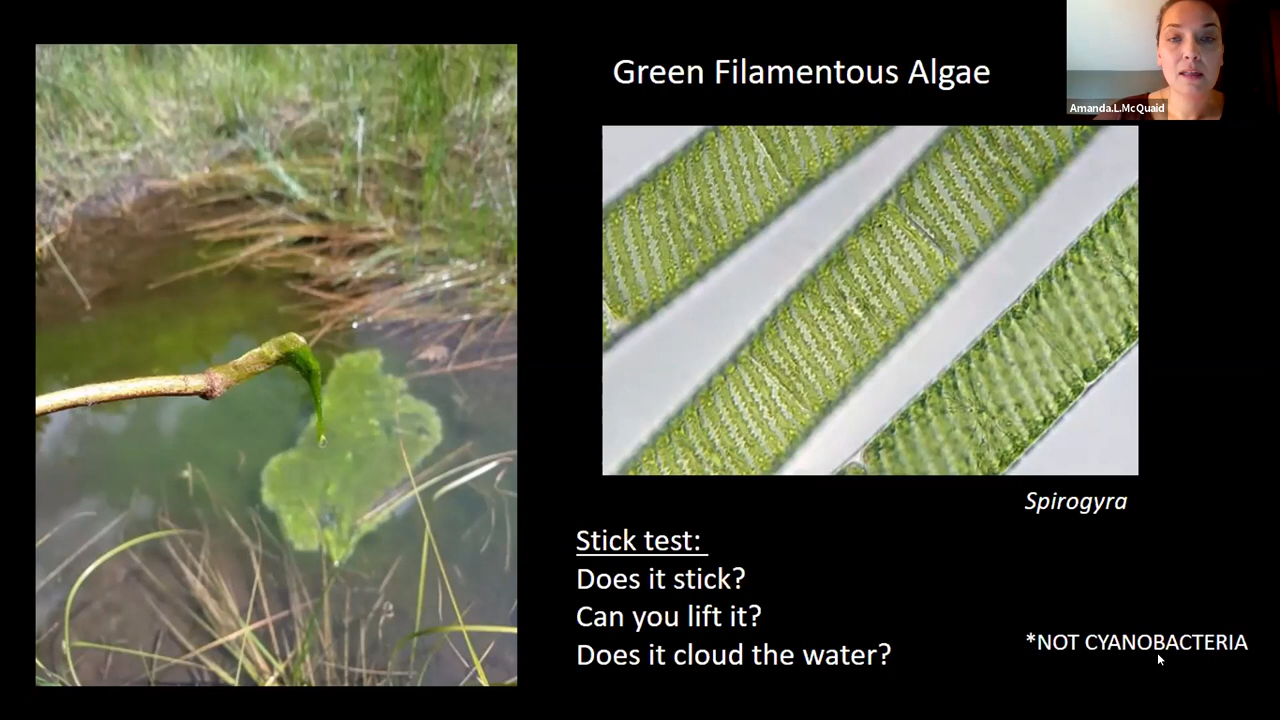 Green Filamentous Algae
Amanda.L.McQuaid
Spirogyra
Stick test:
Does it stick?
Can you lift it?
Does it cloud the water?
*NOT CYANOBACTERIA